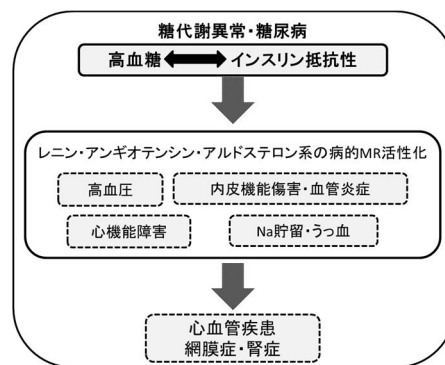 糖代謝異常・糖尿病
高血糖 インスリン抵抗性
レニン・アンギオテンシン・アルドステロン系の病的MR活性化
高血圧 内皮機能傷害・血管炎症
心機能障害 Na貯留・うっ血
心血管疾患
網膜症・腎症